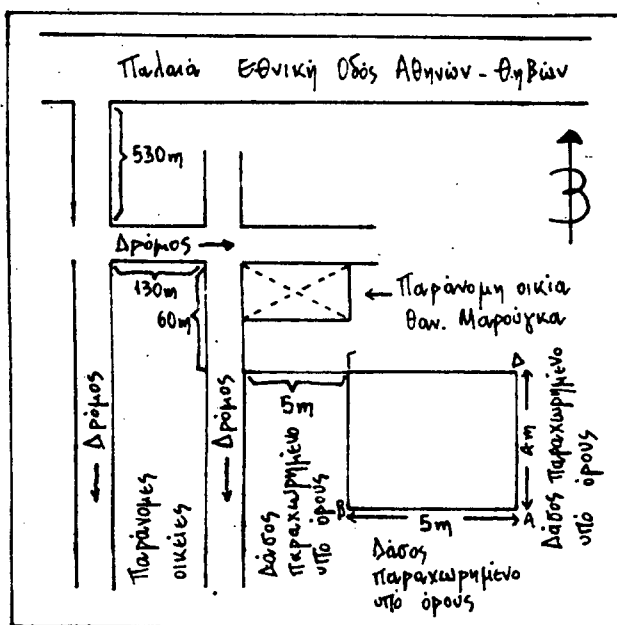 Παλαιά Εθνική Οδός Αθηνών - Θηβών
530m
Β
Δρόμος →
130m
60m
← Παράνομη οικία
Θαν. Μαρούγκα
Γ
Δ
5m
4m
Β
Α
5m
← Δρόμος
Παράνομες
οικίες
← Δρόμος
Δάσος
παραχωρημένο
υπό όρους
Δάσος
παραχωρημένο
υπό όρους
Δάσος παραχωρημένο
υπό όρους